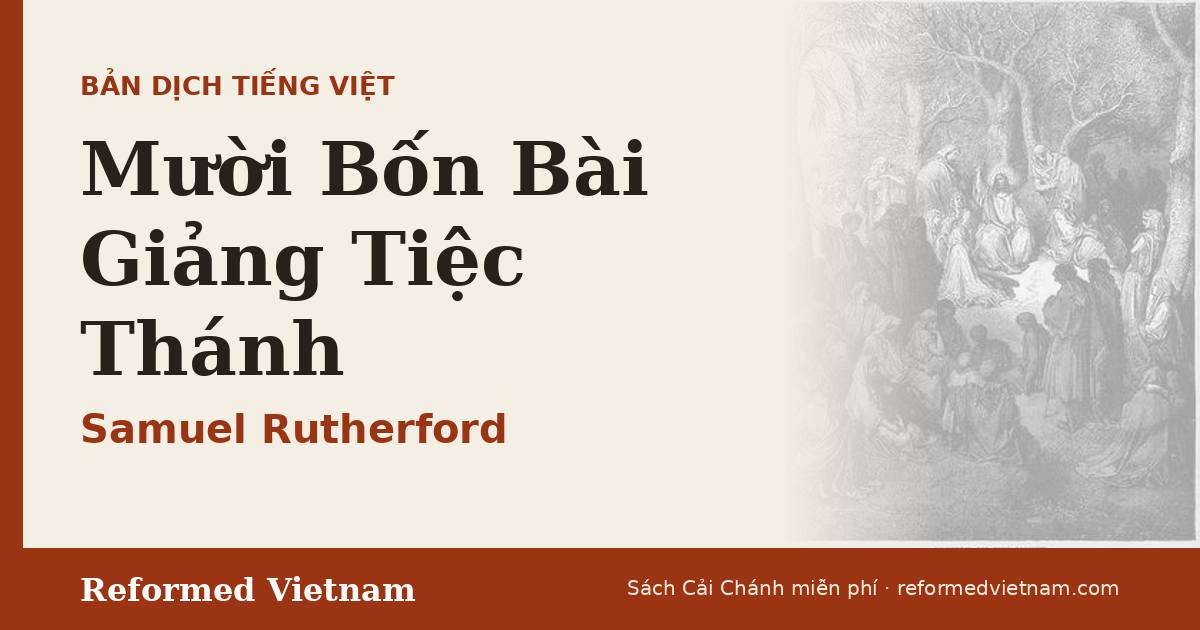 BẢN DỊCH TIẾNG VIỆT
Mười Bốn Bài
Giảng Tiệc
Thánh
Samuel Rutherford
Reformed Vietnam
Sách Cải Chánh miễn phí · reformedvietnam.com